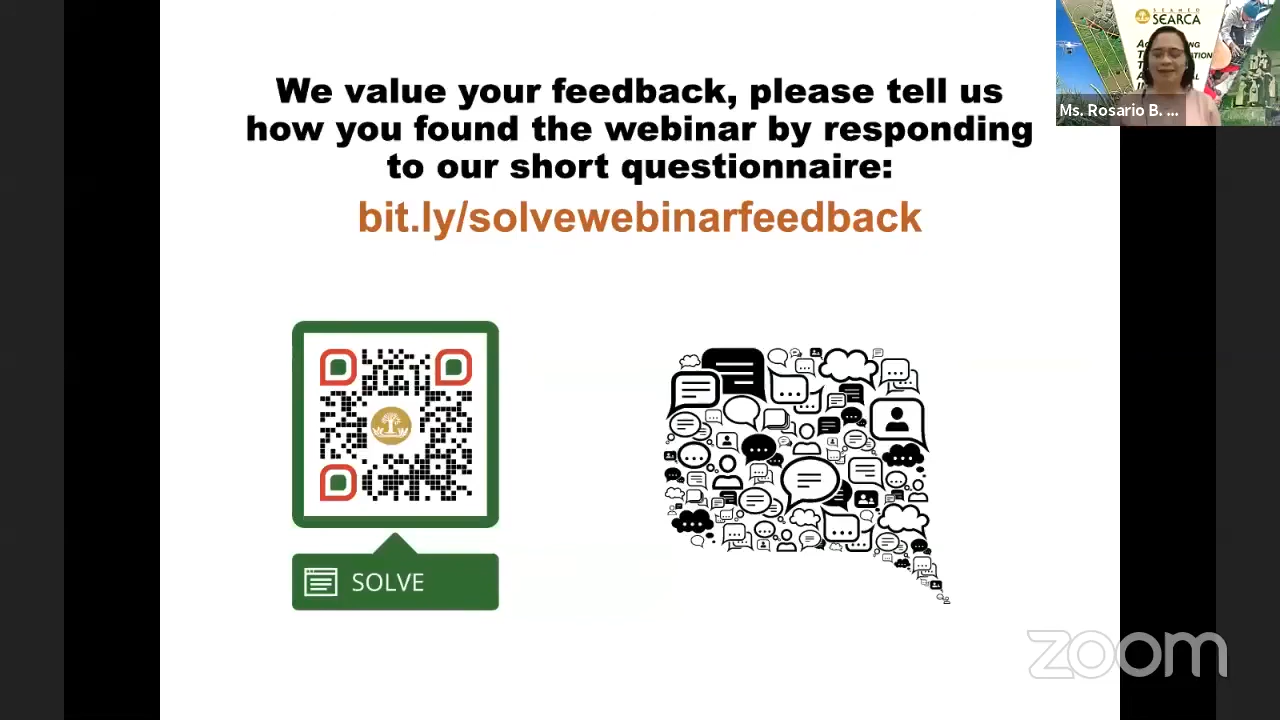 We value your feedback, please tell us
how you found the webinar by responding
to our short questionnaire:
bit.ly/solvewebinarfeedback
SOLVE
SEARCA
Ms. Rosario B. ...
zoom